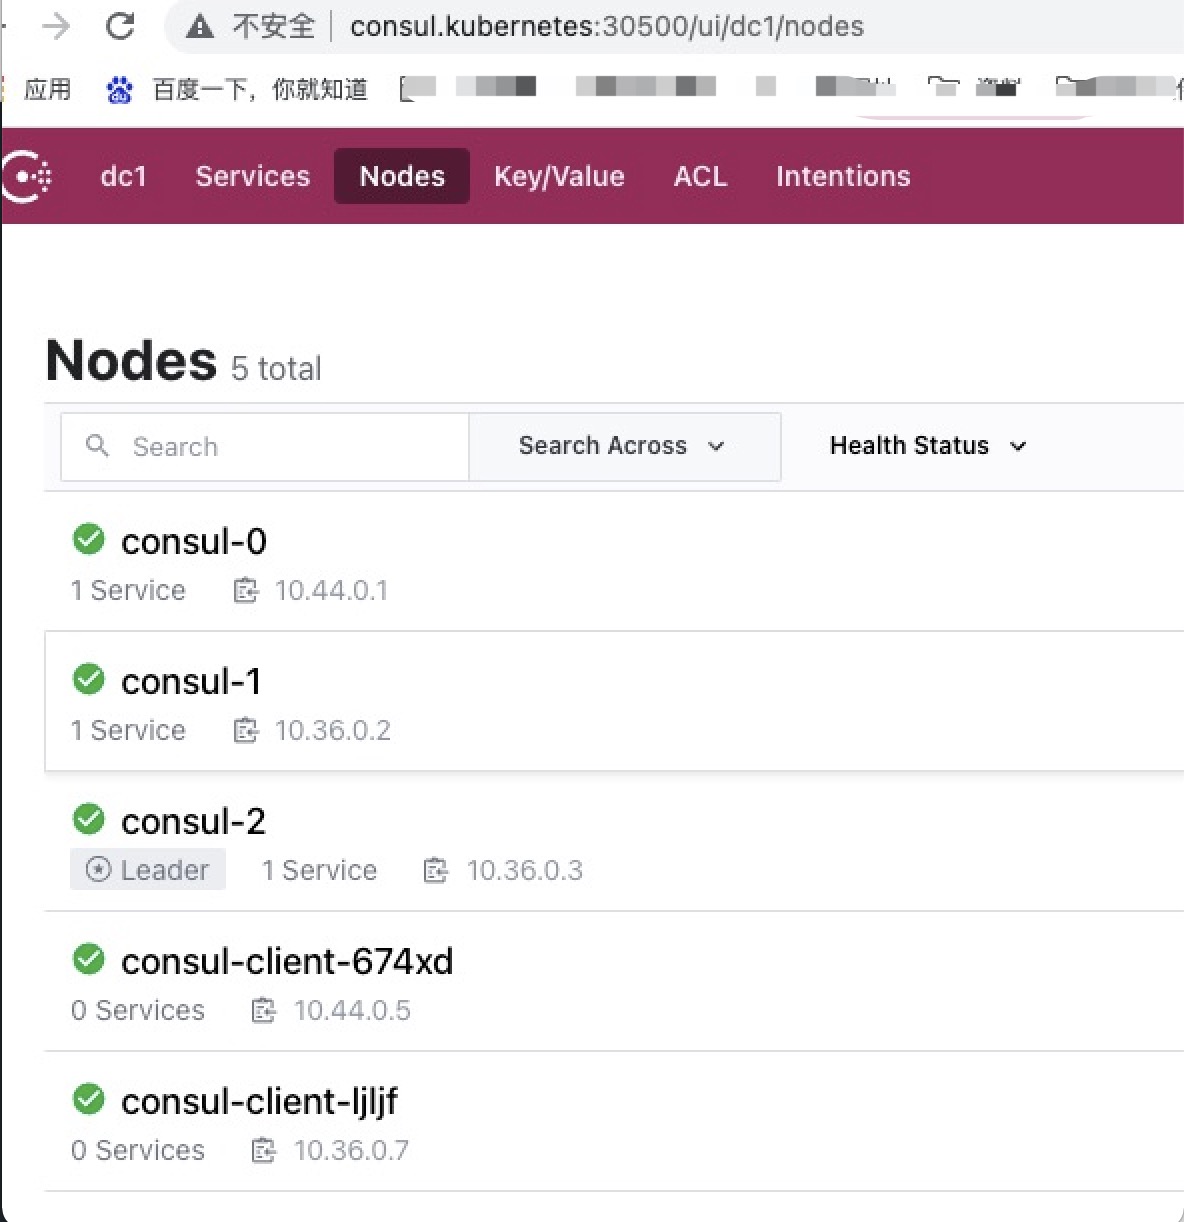 不安全 consul.kubernetes:30500/ui/dc1/nodes
应用 百度一下，你就知道
dc1 Services Nodes Key/Value ACL Intentions
Nodes 5 total
Search Search Across Health Status
consul-0
1 Service 10.44.0.1
consul-1
1 Service 10.36.0.2
consul-2
Leader 1 Service 10.36.0.3
consul-client-674xd
0 Services 10.44.0.5
consul-client-ljljf
0 Services 10.36.0.7